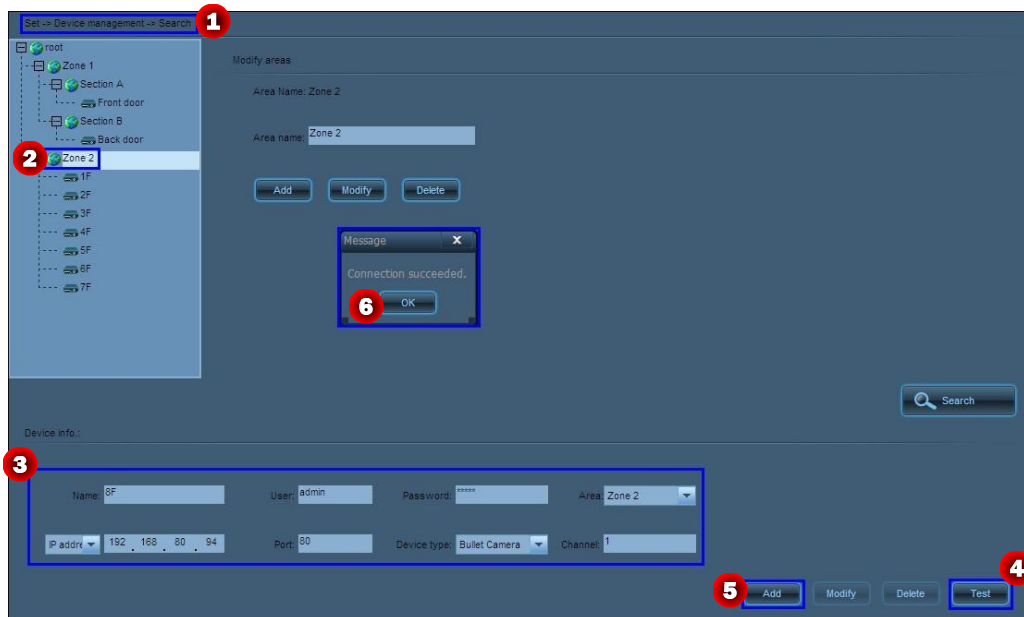 Set -> Device management -> Search
1
root
Zone 1
Section A
Front door
Section B
Back door
2
Zone 2
1F
2F
3F
4F
5F
6F
7F
Modify areas
Area Name: Zone 2
Area name: Zone 2
Add Modify Delete
Message X
Connection succeeded.
6 OK
Search
Device info.:
3
Name: 8F User: admin Password: ***** Area: Zone 2
IP addre 192 . 168 . 80 . 94 Port: 80 Device type: Bullet Camera Channel: 1
4
5 Add Modify Delete Test